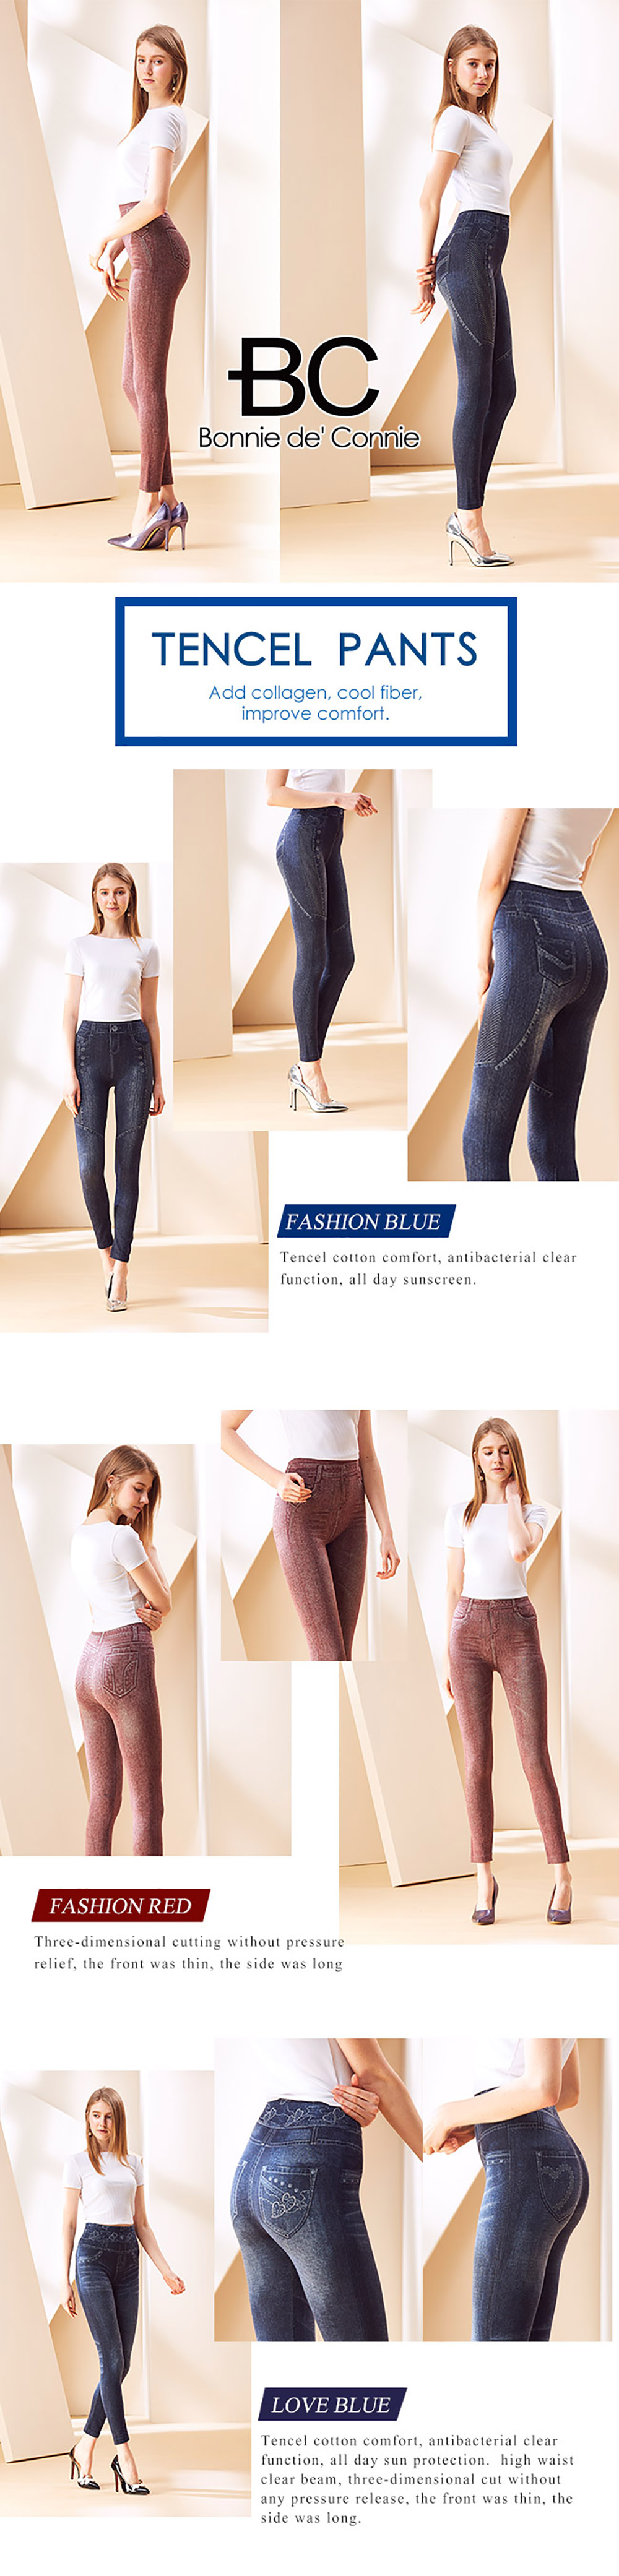 BC
Bonnie de' Connie
TENCEL PANTS
Add collagen, cool fiber,
improve comfort.
FASHION BLUE
Tencel cotton comfort, antibacterial clear
function, all day sunscreen.
FASHION RED
Three-dimensional cutting without pressure
relief, the front was thin, the side was long
LOVE BLUE
Tencel cotton comfort, antibacterial clear
function, all day sun protection. high waist
clear beam, three-dimensional cut without
any pressure release, the front was thin, the
side was long.